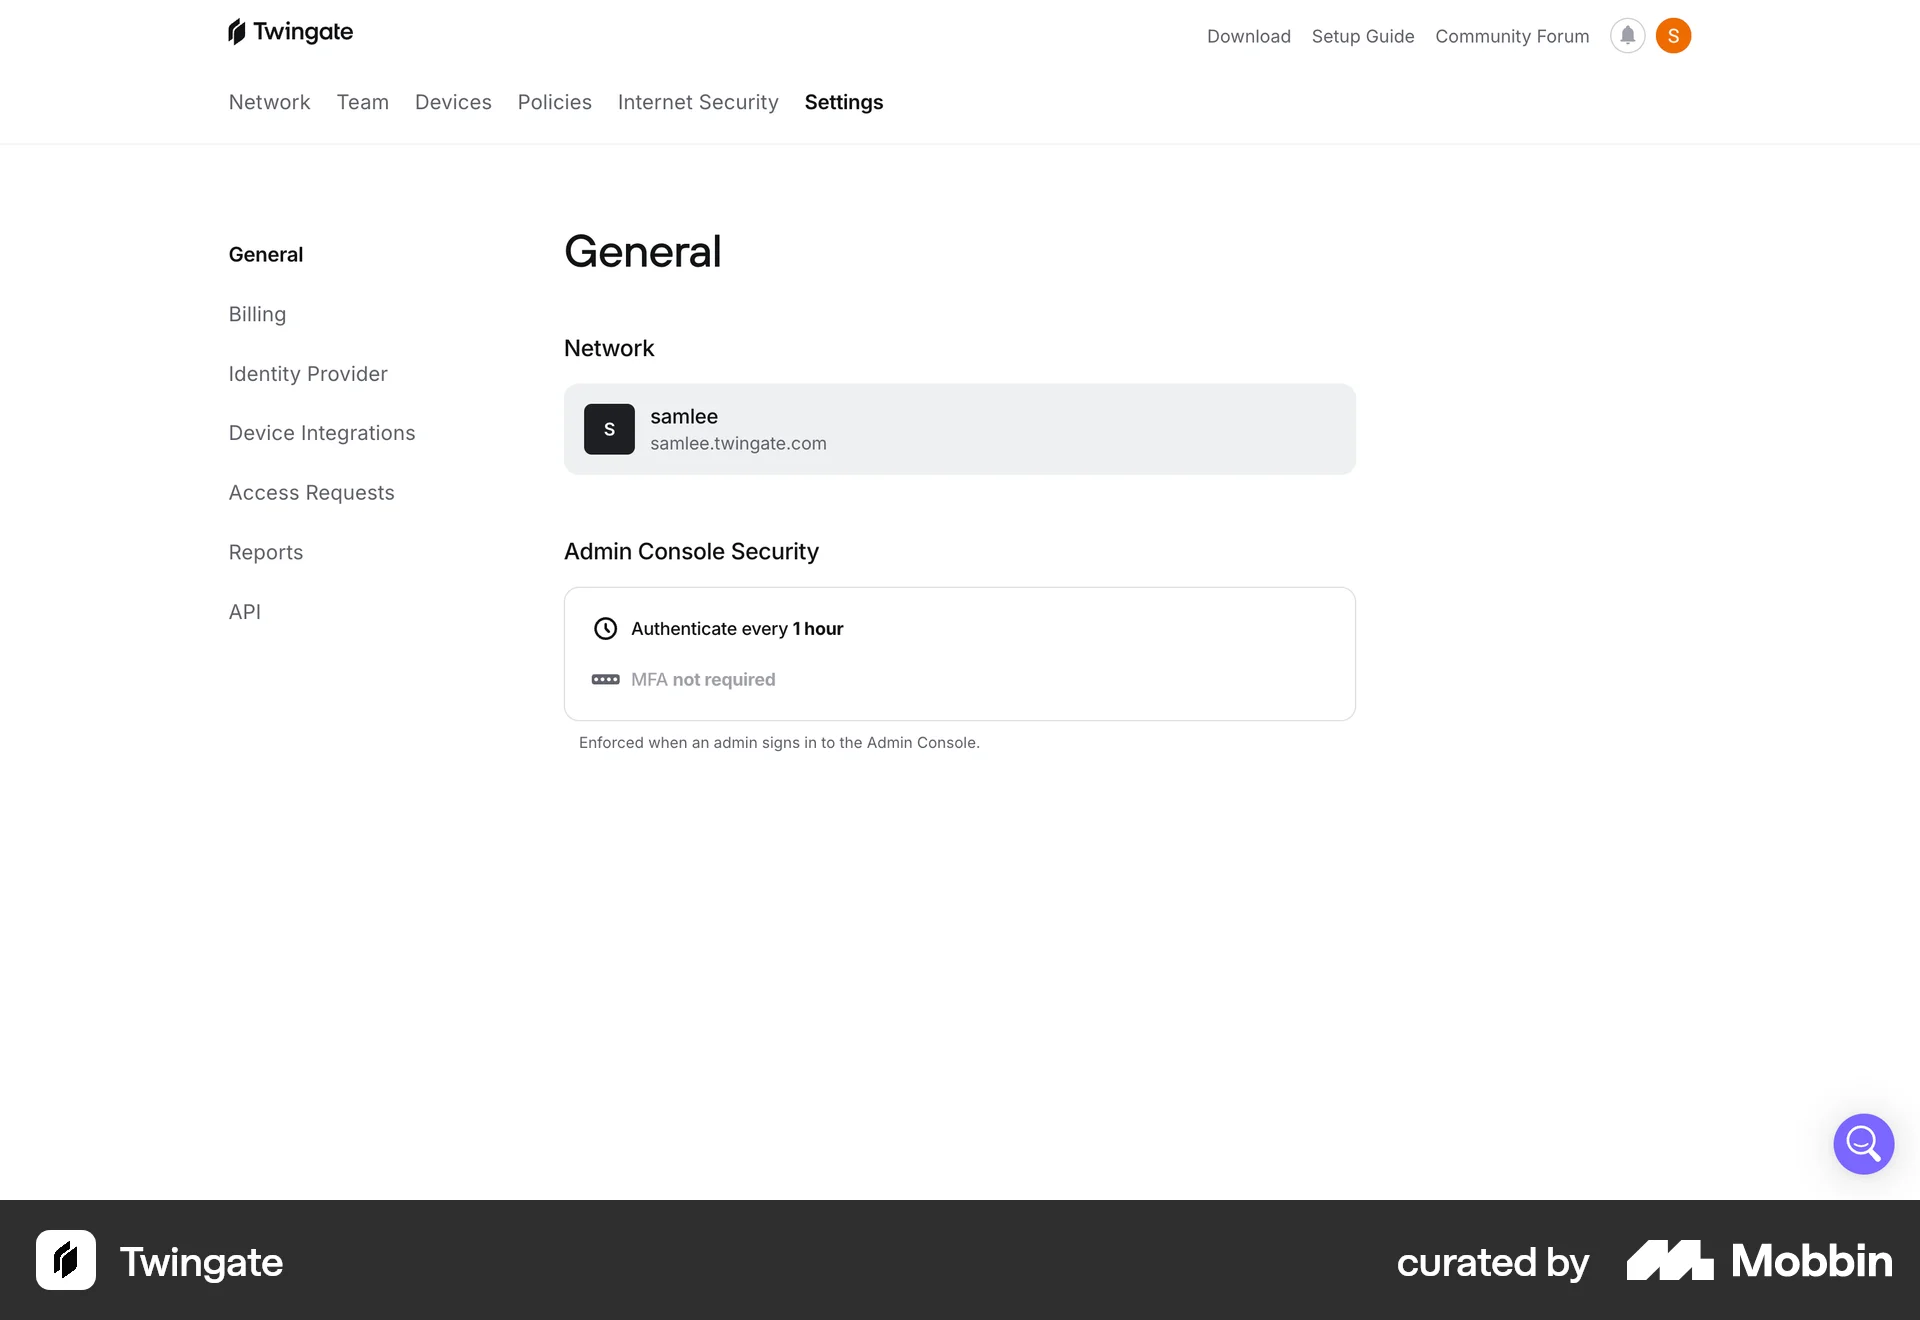 Twingate
Download Setup Guide Community Forum S
Network Team Devices Policies Internet Security Settings
General
Billing
Identity Provider
Device Integrations
Access Requests
Reports
API
General
Network
S
samlee
samlee.twingate.com
Admin Console Security
Authenticate every 1 hour
MFA not required
Enforced when an admin signs in to the Admin Console.
Twingate
curated by Mobbin